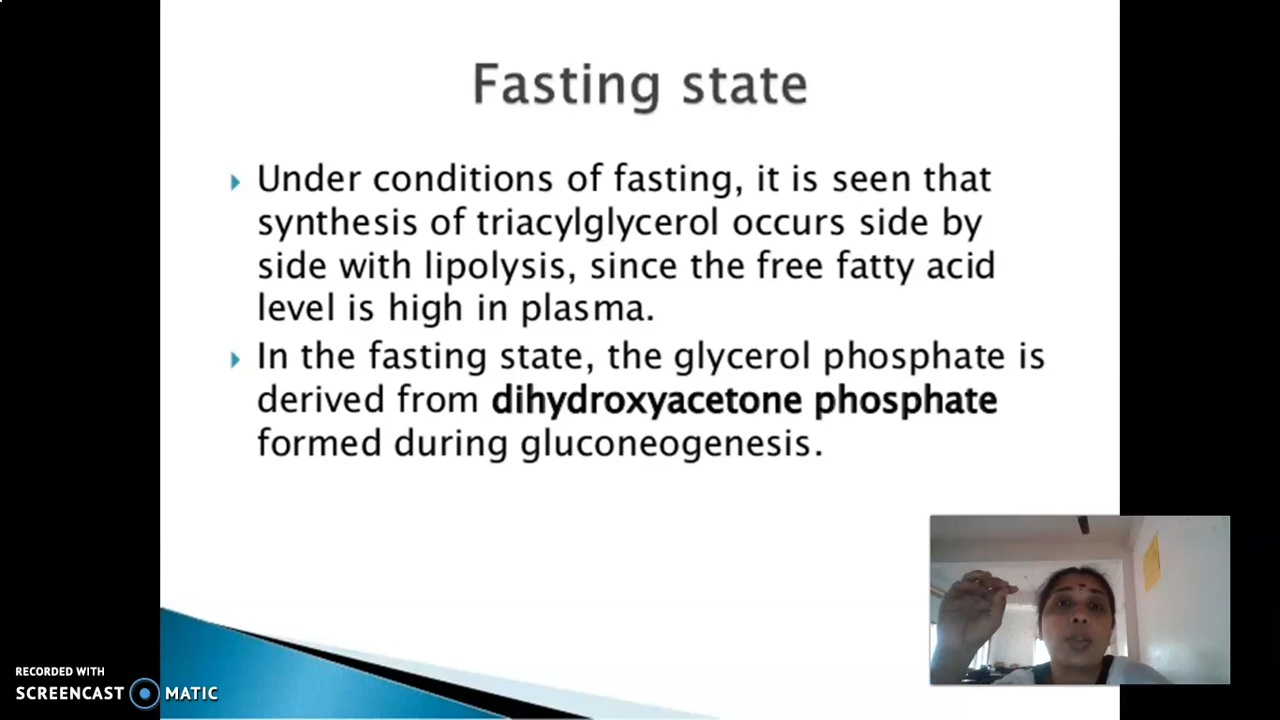 Fasting state
Under conditions of fasting, it is seen that
synthesis of triacylglycerol occurs side by
side with lipolysis, since the free fatty acid
level is high in plasma.
In the fasting state, the glycerol phosphate is
derived from dihydroxyacetone phosphate
formed during gluconeogenesis.
RECORDED WITH
SCREENCAST MATIC